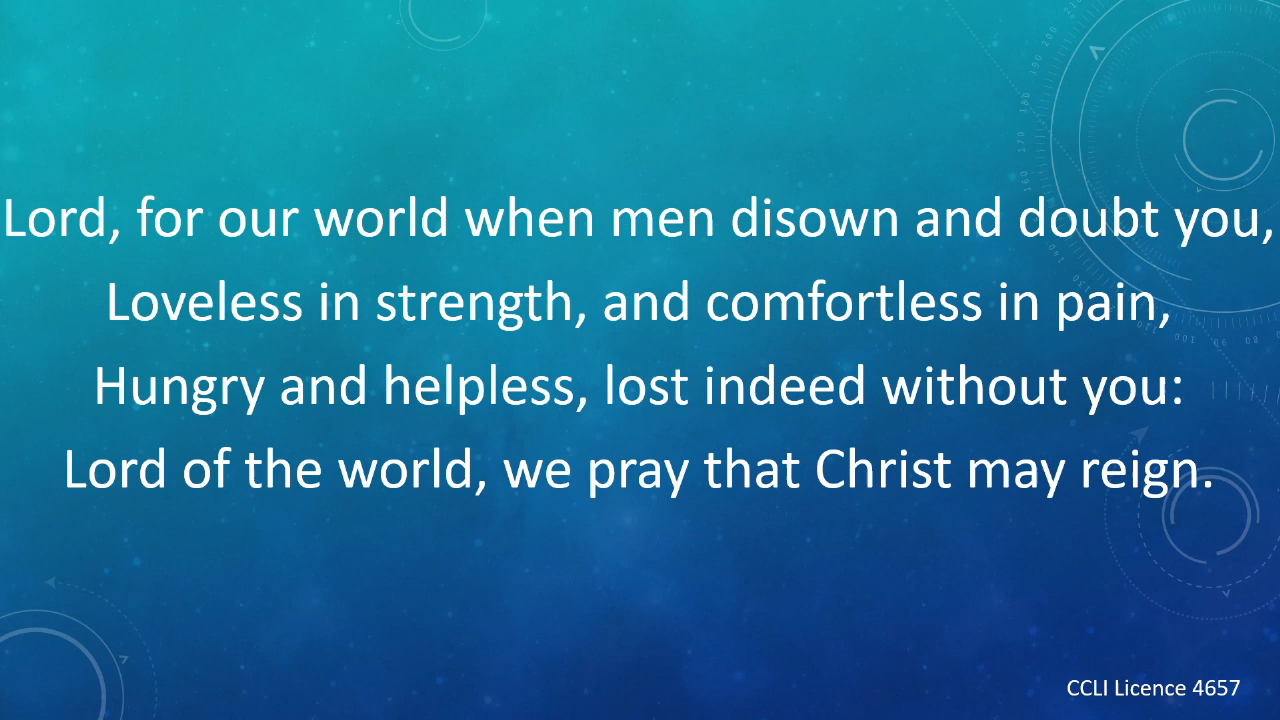 Lord, for our world when men disown and doubt you,
Loveless in strength, and comfortless in pain,
Hungry and helpless, lost indeed without you:
Lord of the world, we pray that Christ may reign.
CCLI Licence 4657